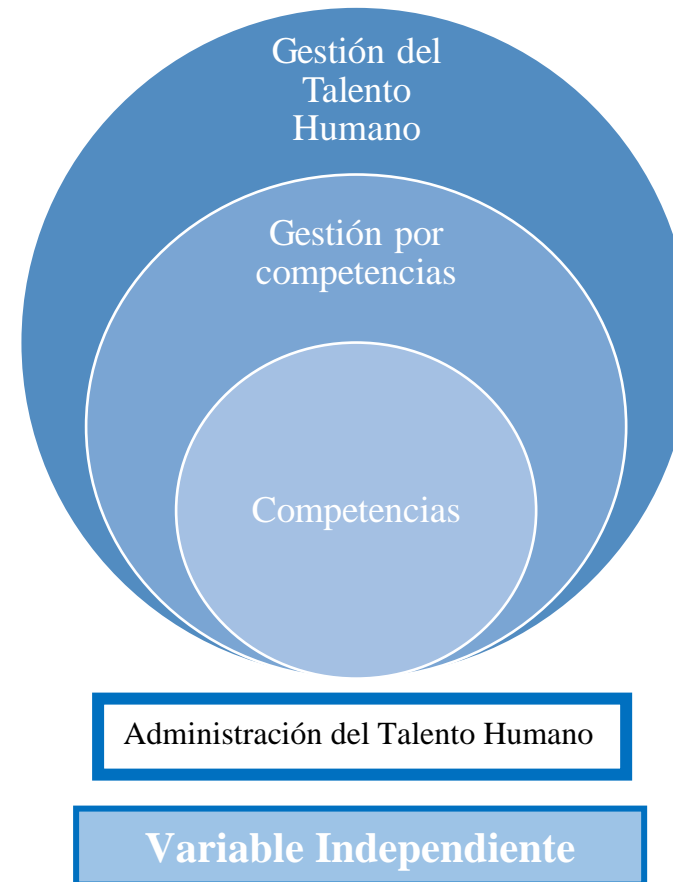 Gestión del
Talento
Humano
Gestión por
competencias
Competencias
Administración del Talento Humano
Variable Independiente